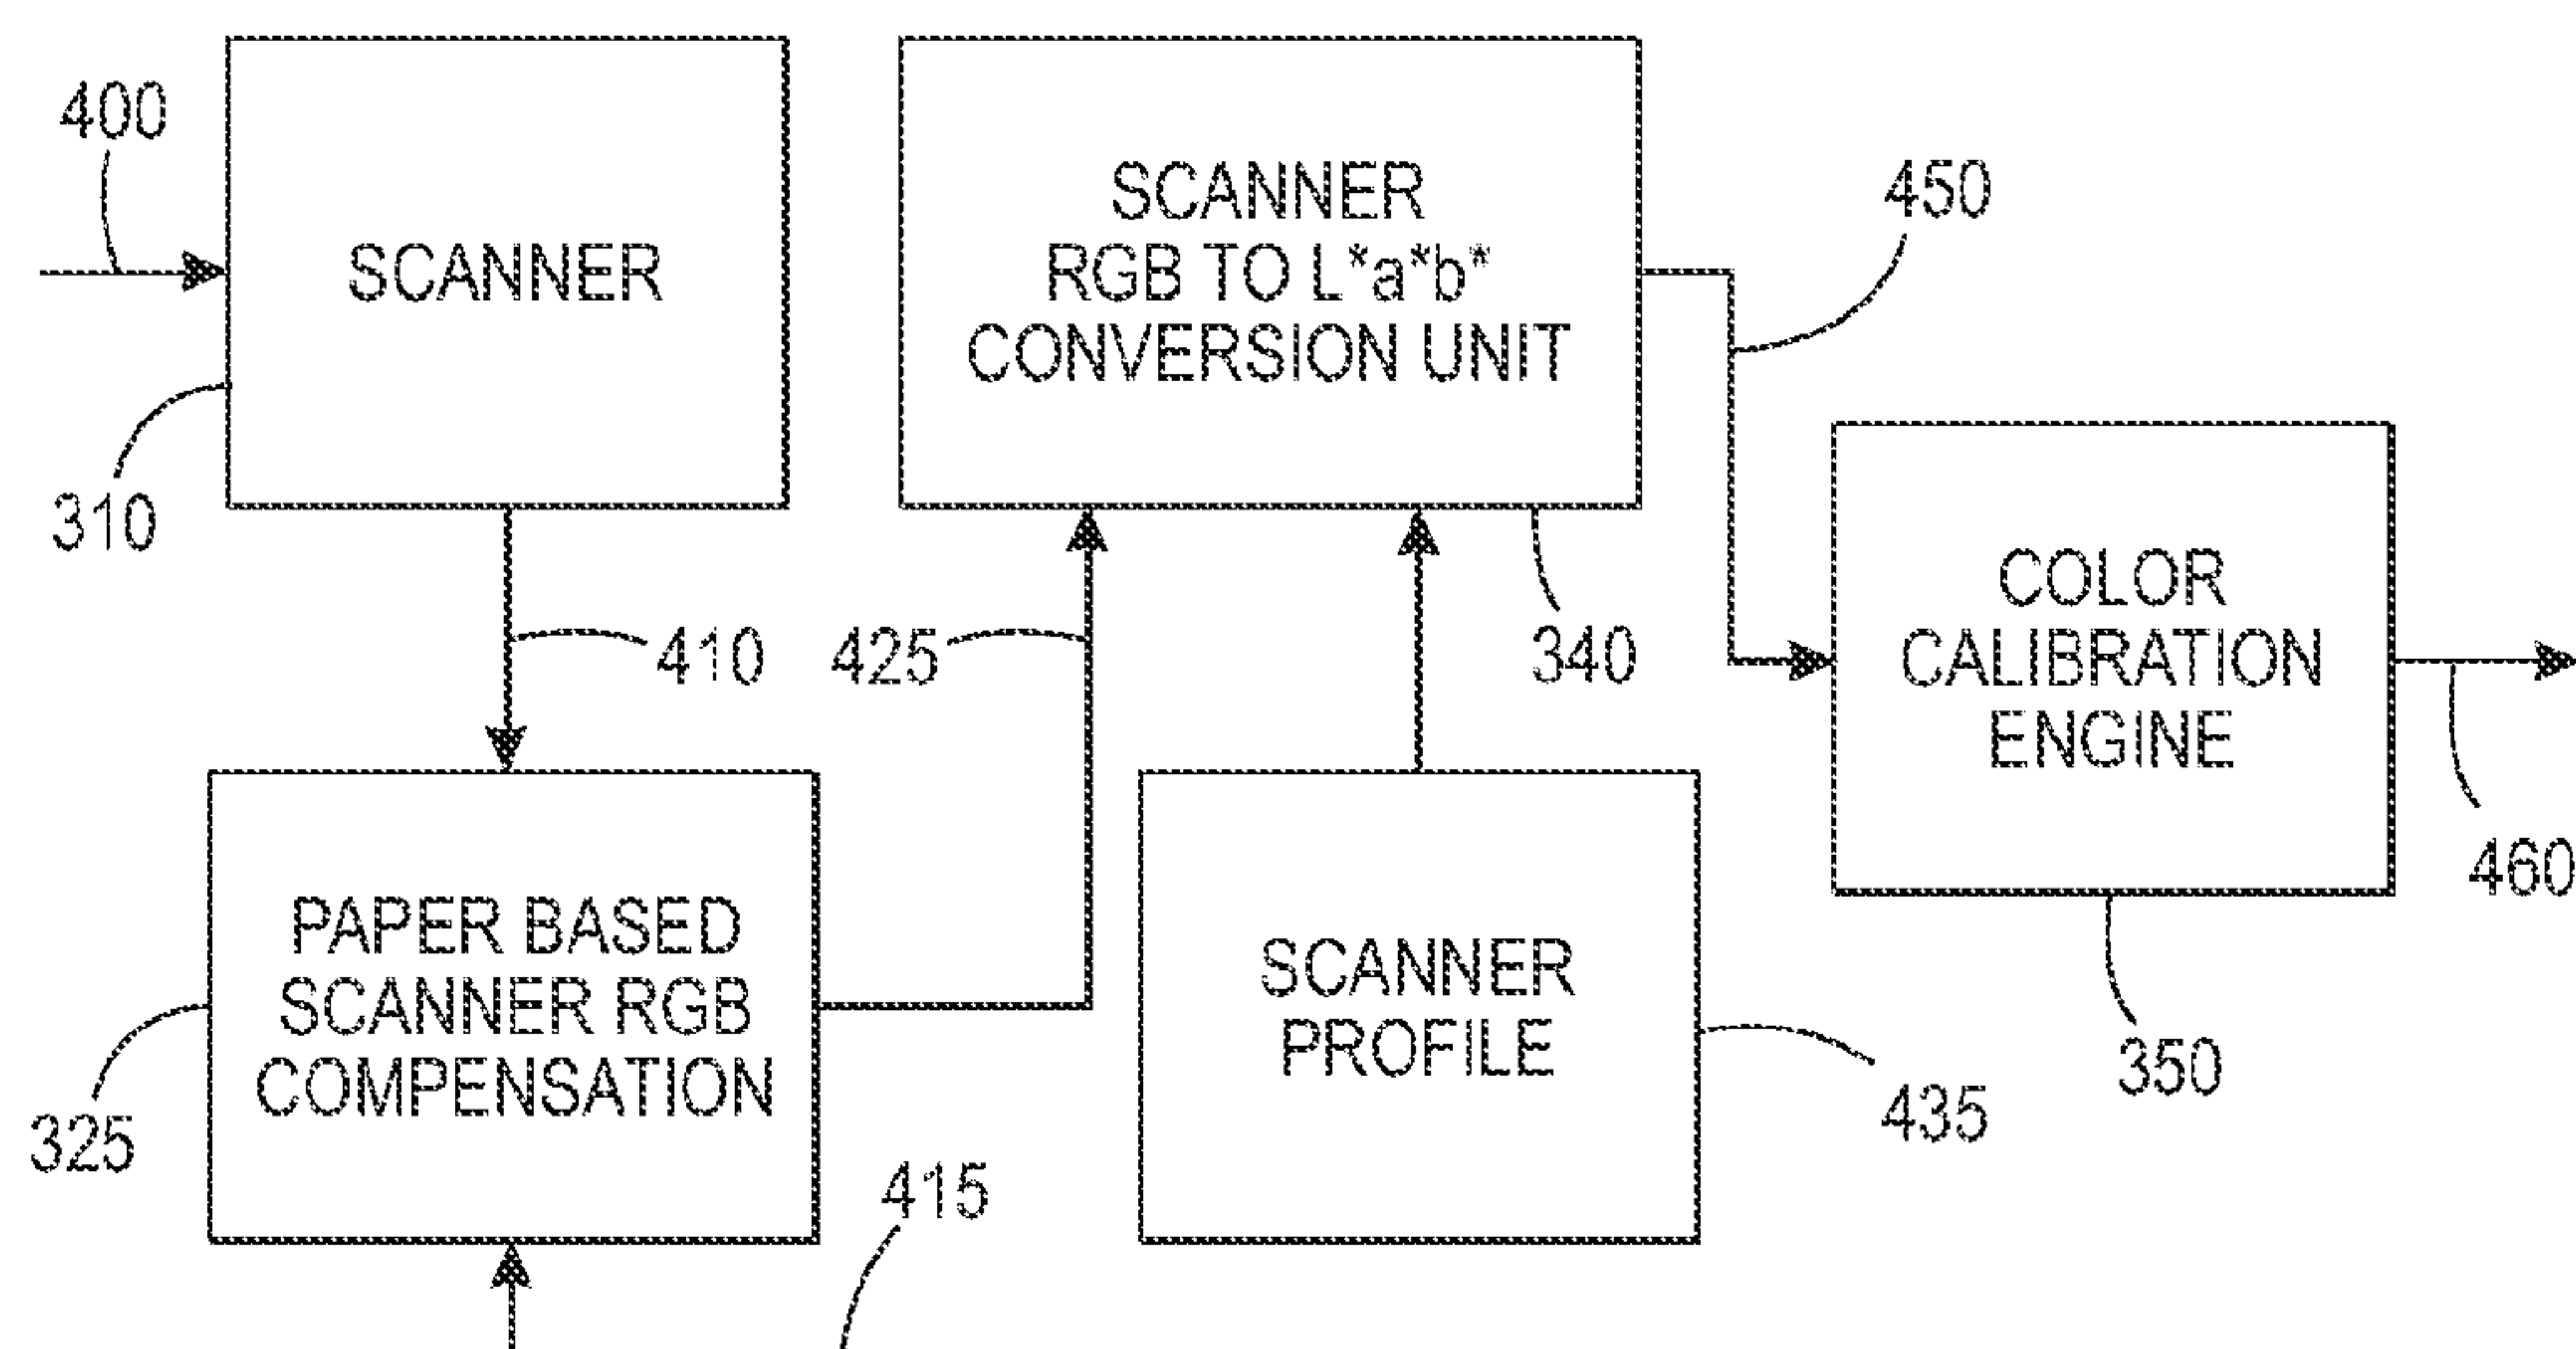 400
SCANNER
310
410
SCANNER
RGB TO L*a*b*
CONVERSION UNIT
450
425
340
COLOR
CALIBRATION
ENGINE
460
350
PAPER BASED
SCANNER RGB
COMPENSATION
325
415
SCANNER
PROFILE
435